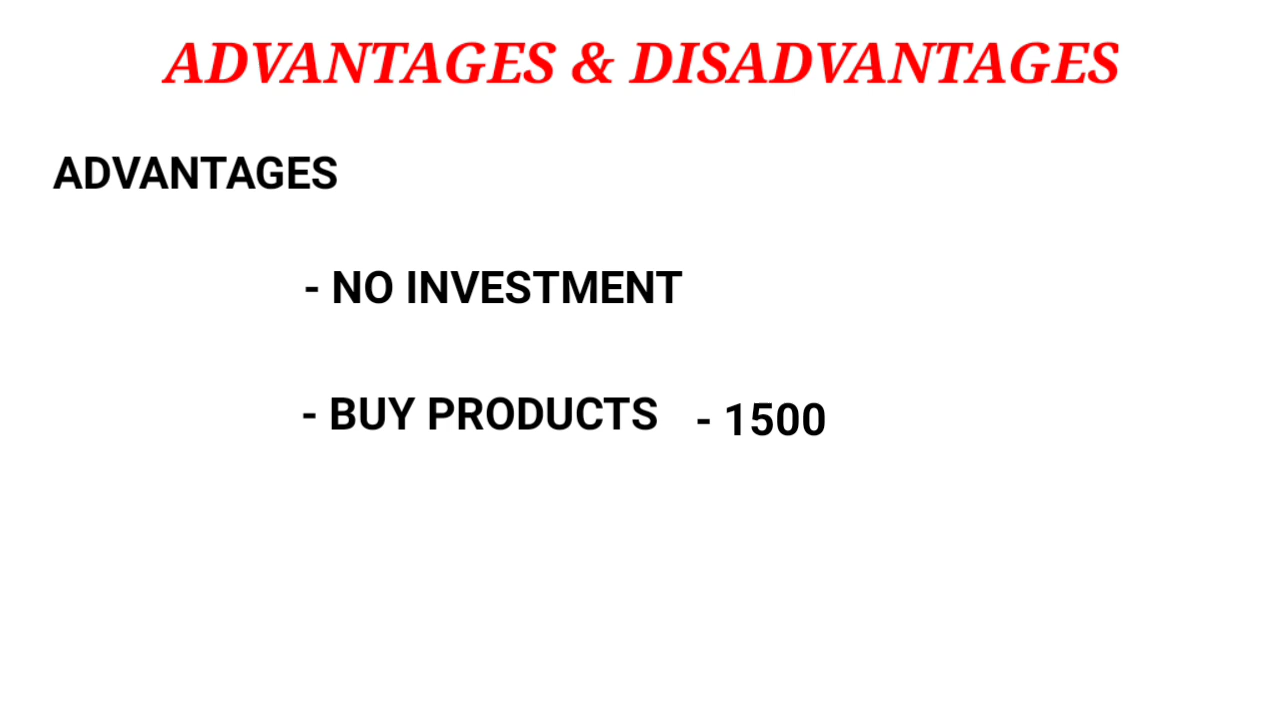 ADVANTAGES & DISADVANTAGES
ADVANTAGES
- NO INVESTMENT
- BUY PRODUCTS - 1500